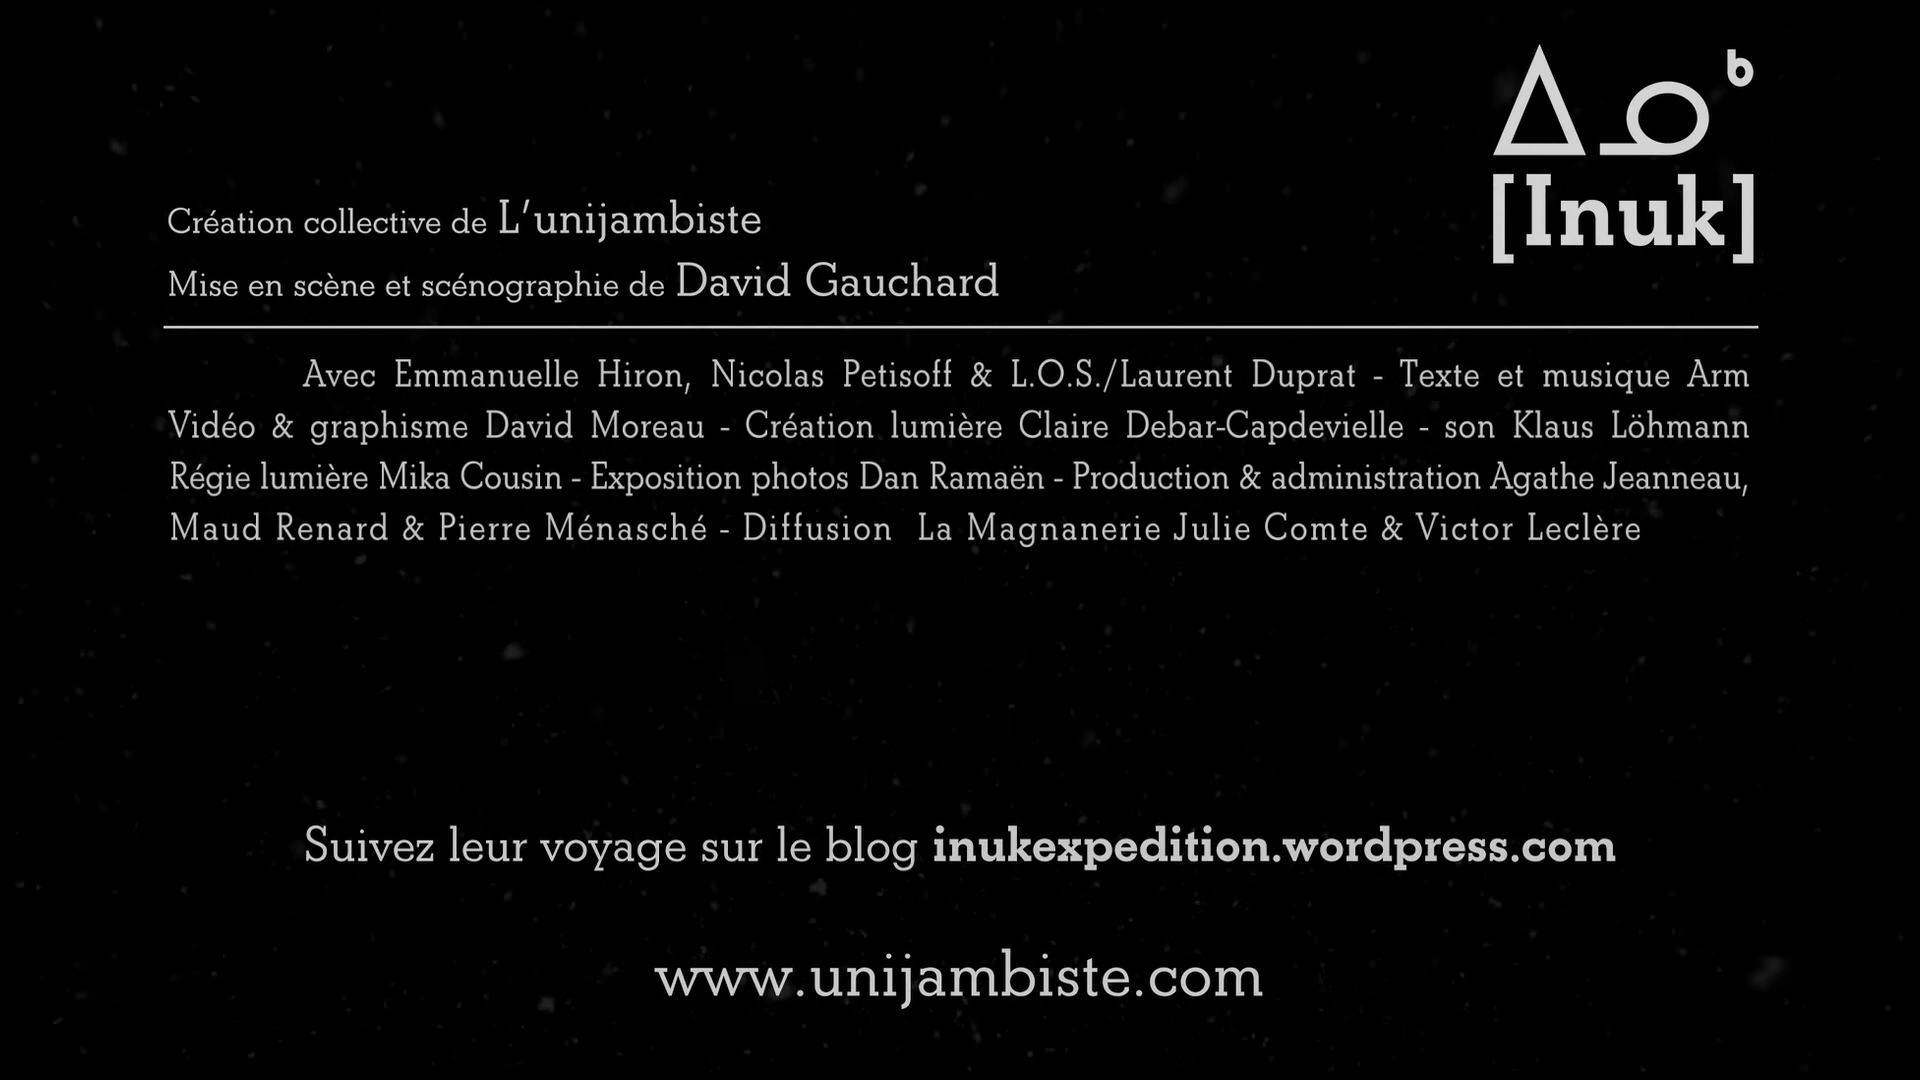 ᐃᓄᒃ
[Inuk]
Création collective de L'unijambiste
Mise en scène et scénographie de David Gauchard
Avec Emmanuelle Hiron, Nicolas Petisoff & L.O.S./Laurent Duprat - Texte et musique Arm
Vidéo & graphisme David Moreau - Création lumière Claire Debar-Capdevielle - son Klaus Löhmann
Régie lumière Mika Cousin - Exposition photos Dan Ramaën - Production & administration Agathe Jeanneau,
Maud Renard & Pierre Ménasché - Diffusion La Magnanerie Julie Comte & Victor Leclère
Suivez leur voyage sur le blog inukexpedition.wordpress.com
www.unijambiste.com